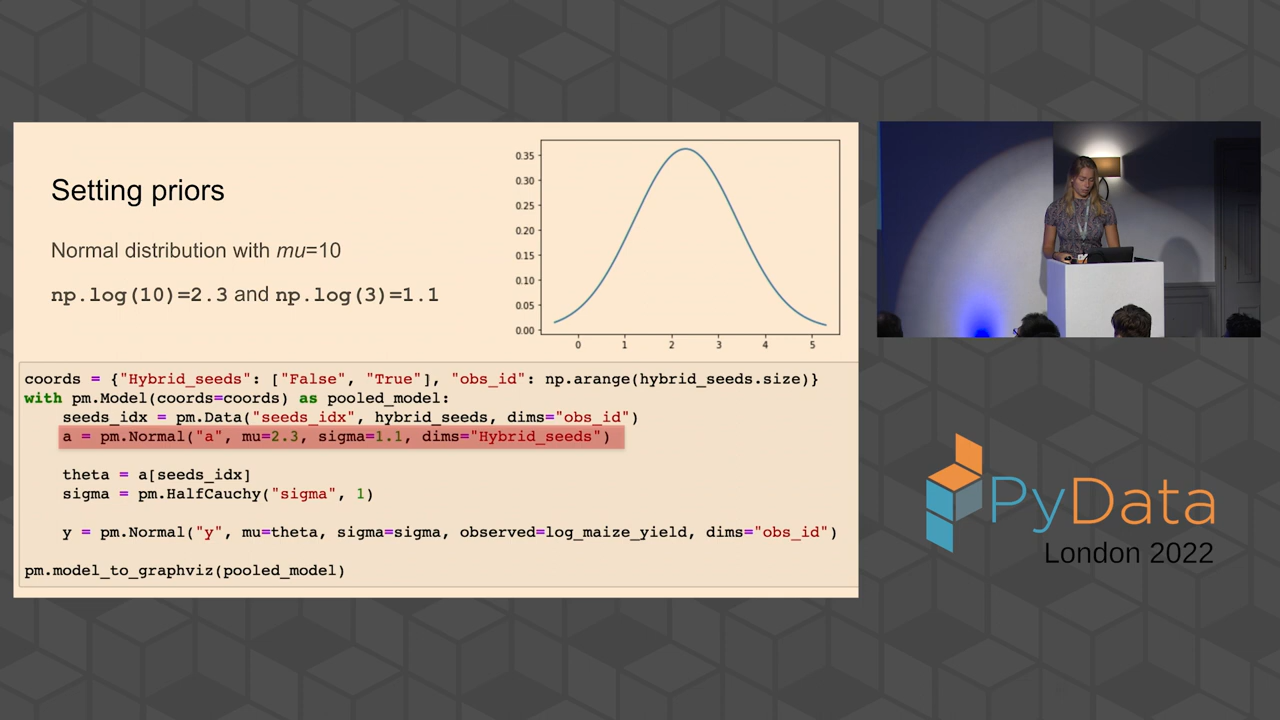 Setting priors
Normal distribution with mu=10
np.log(10)=2.3 and np.log(3)=1.1
0.35
0.30
0.25
0.20
0.15
0.10
0.05
0.00
0 1 2 3 4 5
coords = {"Hybrid_seeds": ["False", "True"], "obs_id": np.arange(hybrid_seeds.size)}
with pm.Model(coords=coords) as pooled_model:
    seeds_idx = pm.Data("seeds_idx", hybrid_seeds, dims="obs_id")
    a = pm.Normal("a", mu=2.3, sigma=1.1, dims="Hybrid_seeds")
    theta = a[seeds_idx]
    sigma = pm.HalfCauchy("sigma", 1)
    y = pm.Normal("y", mu=theta, sigma=sigma, observed=log_maize_yield, dims="obs_id")
pm.model_to_graphviz(pooled_model)
PyData
London 2022